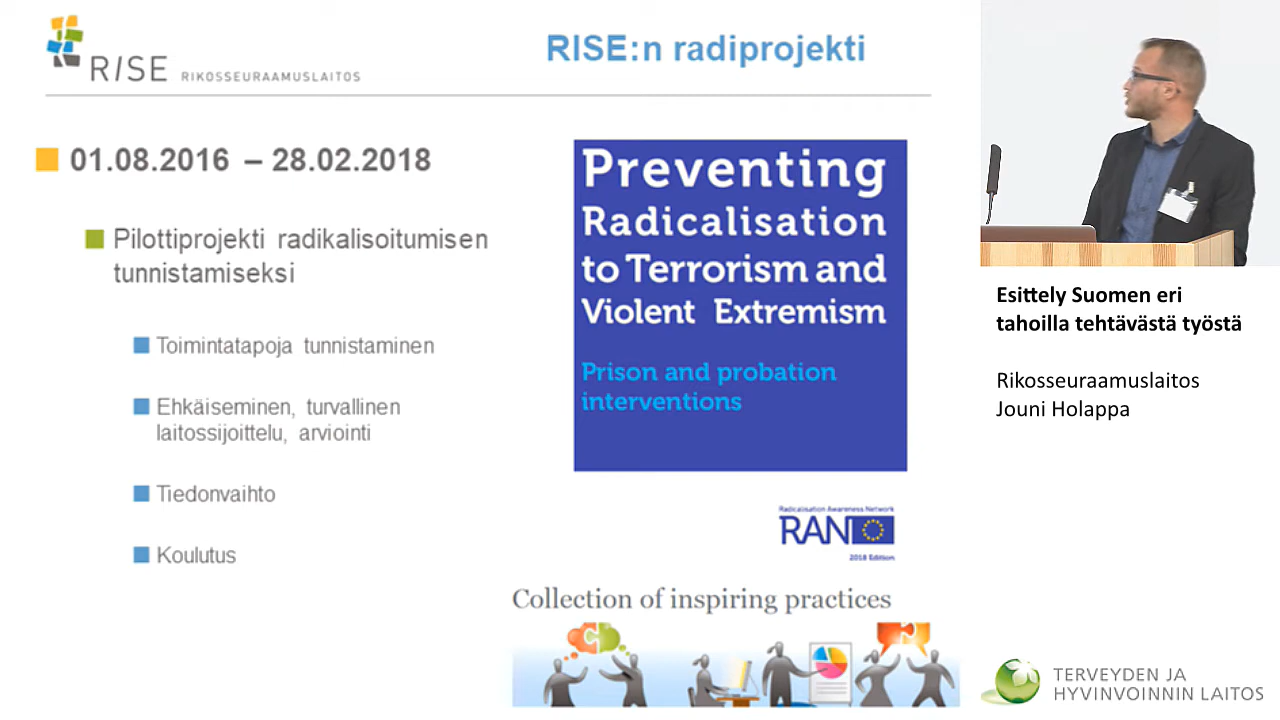 RISE RIKOSSEURAAMUSLAITOS
RISE:n radiprojekti
01.08.2016 – 28.02.2018
Pilottiprojekti radikalisoitumisen
tunnistamiseksi
Toimintatapoja tunnistaminen
Ehkäiseminen, turvallinen
laitossijoittelu, arviointi
Tiedonvaihto
Koulutus
Preventing
Radicalisation
to Terrorism and
Violent Extremism
Prison and probation
interventions
Radicalisation Awareness Network
RAN
2018 Edition
Collection of inspiring practices
Esittely Suomen eri
tahoilla tehtävästä työstä
Rikosseuraamuslaitos
Jouni Holappa
TERVEYDEN JA
HYVINVOINNIN LAITOS